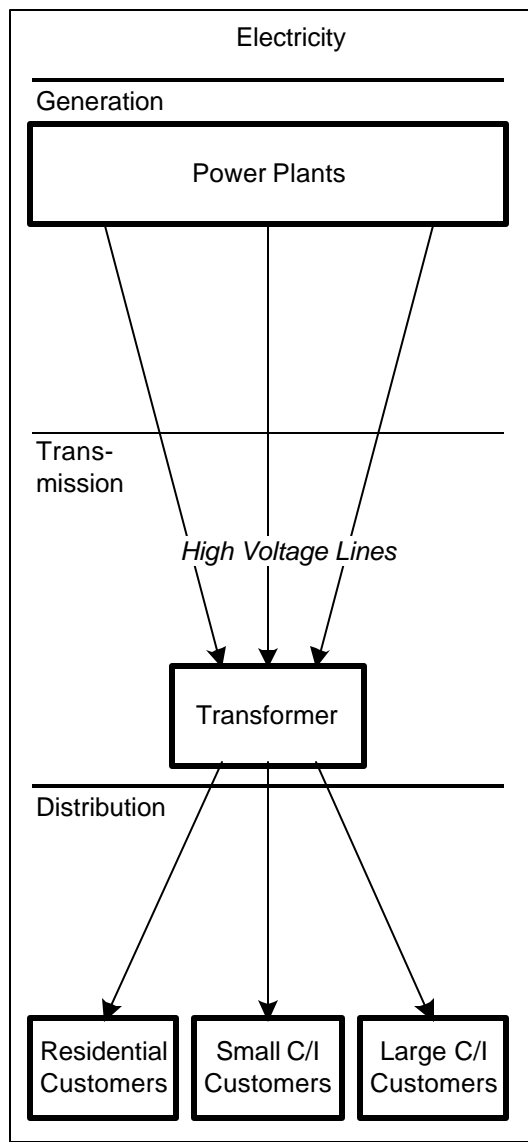 Electricity
Generation
Power Plants
Trans-
mission
High Voltage Lines
Transformer
Distribution
Residential
Customers
Small C/I
Customers
Large C/I
Customers